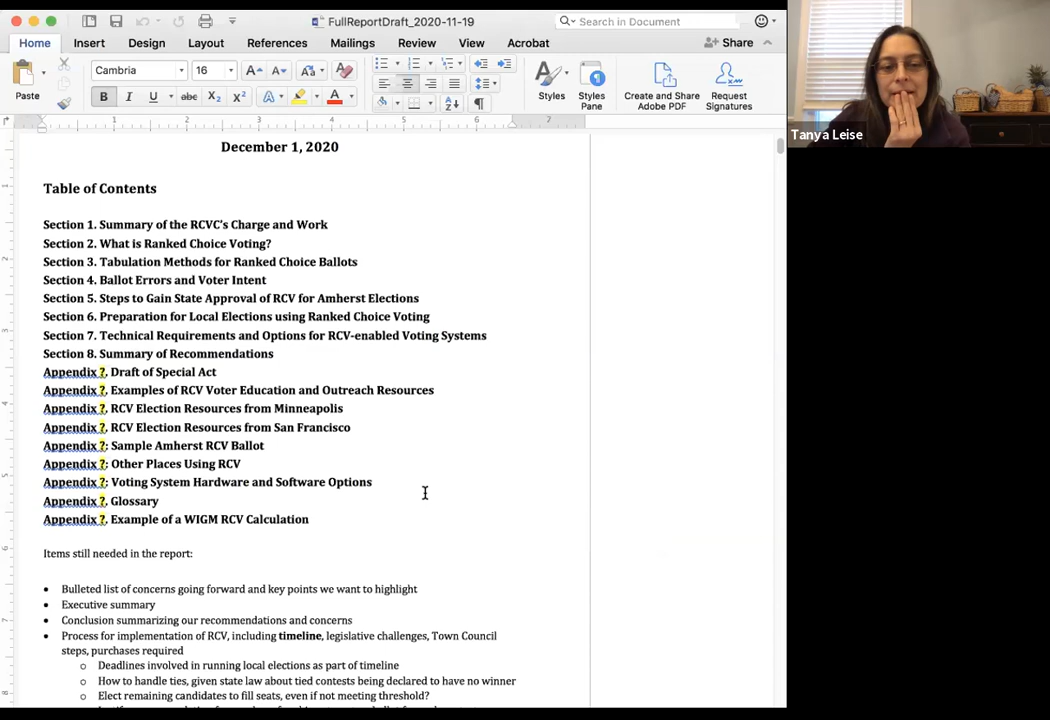 FullReportDraft_2020-11-19
Search in Document
Home Insert Design Layout References Mailings Review View Acrobat Share
Cambria 16
Paste
Styles
Styles Pane
Create and Share Adobe PDF
Request Signatures
1 2 3 4 5 6 7
December 1, 2020
Table of Contents
Section 1. Summary of the RCVC's Charge and Work
Section 2. What is Ranked Choice Voting?
Section 3. Tabulation Methods for Ranked Choice Ballots
Section 4. Ballot Errors and Voter Intent
Section 5. Steps to Gain State Approval of RCV for Amherst Elections
Section 6. Preparation for Local Elections using Ranked Choice Voting
Section 7. Technical Requirements and Options for RCV-enabled Voting Systems
Section 8. Summary of Recommendations
Appendix ?. Draft of Special Act
Appendix ?. Examples of RCV Voter Education and Outreach Resources
Appendix ?. RCV Election Resources from Minneapolis
Appendix ?. RCV Election Resources from San Francisco
Appendix ?: Sample Amherst RCV Ballot
Appendix ?: Other Places Using RCV
Appendix ?: Voting System Hardware and Software Options
Appendix ?. Glossary
Appendix ?. Example of a WIGM RCV Calculation
Items still needed in the report:
• Bulleted list of concerns going forward and key points we want to highlight
• Executive summary
• Conclusion summarizing our recommendations and concerns
• Process for implementation of RCV, including timeline, legislative challenges, Town Council
steps, purchases required
o Deadlines involved in running local elections as part of timeline
o How to handle ties, given state law about tied contests being declared to have no winner
o Elect remaining candidates to fill seats, even if not meeting threshold?
Tanya Leise